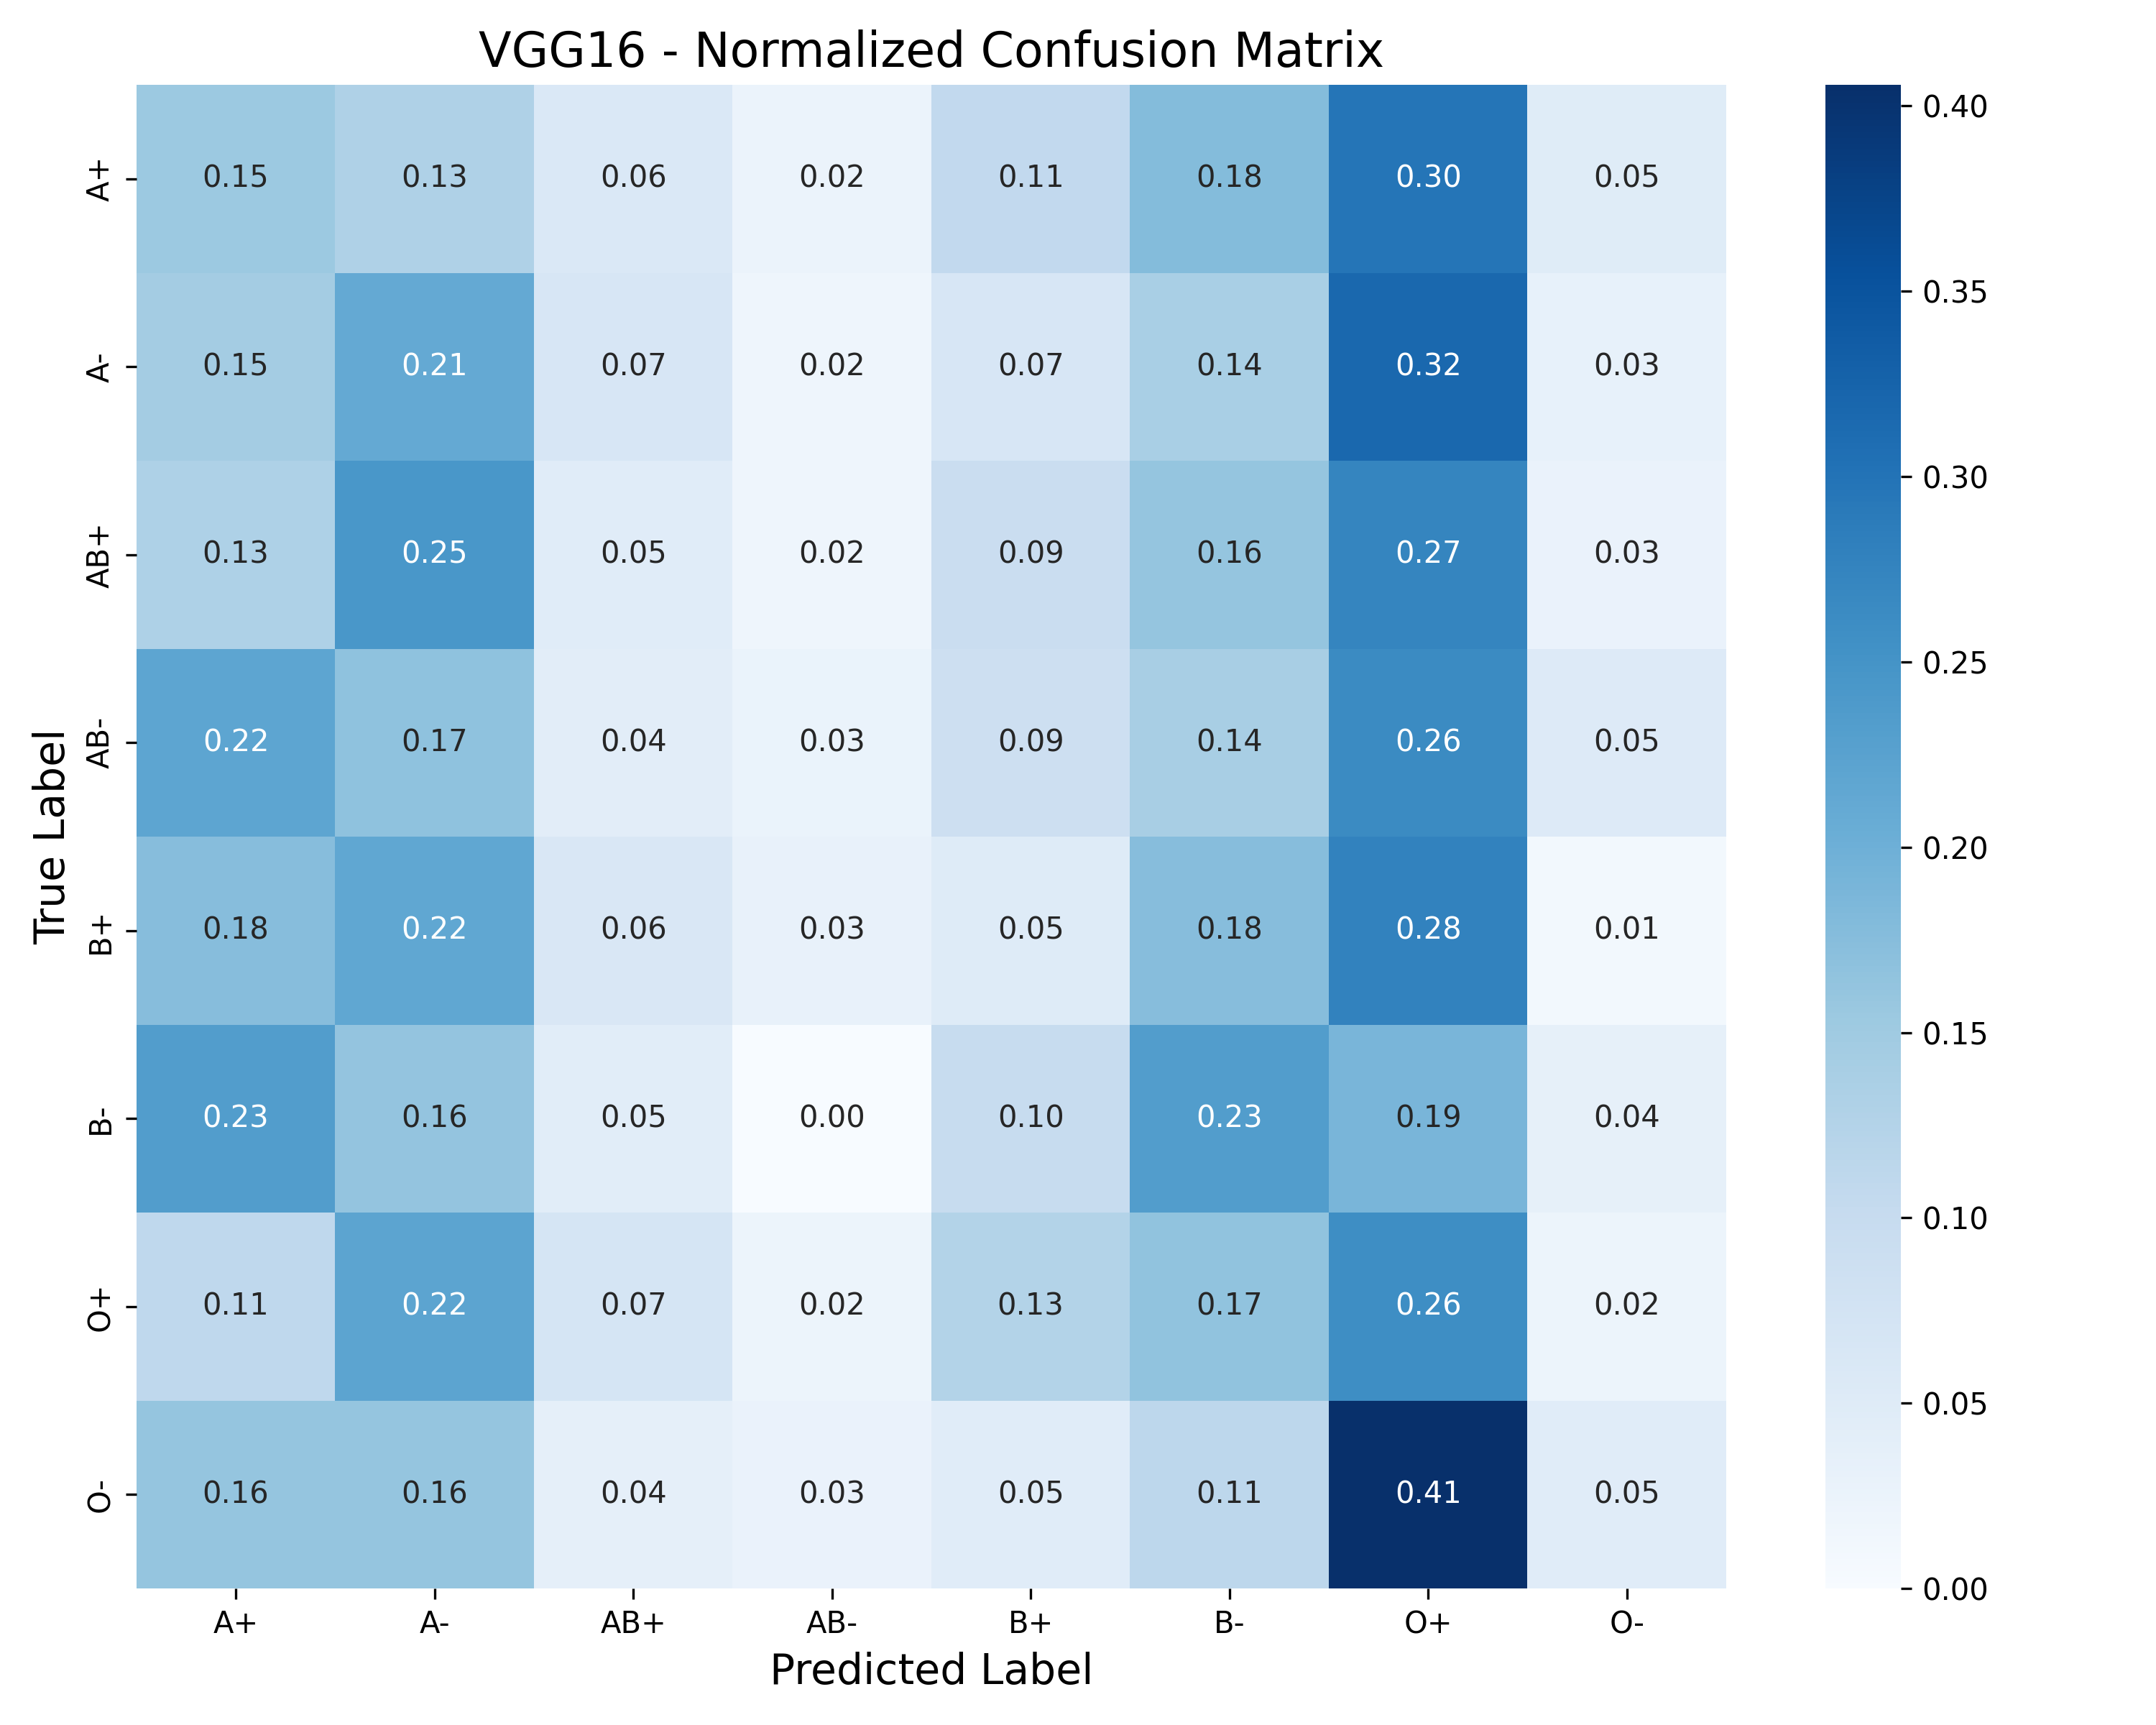 VGG16 - Normalized Confusion Matrix
A+ 0.15 0.13 0.06 0.02 0.11 0.18 0.30 0.05
A- 0.15 0.21 0.07 0.02 0.07 0.14 0.32 0.03
AB+ 0.13 0.25 0.05 0.02 0.09 0.16 0.27 0.03
AB- 0.22 0.17 0.04 0.03 0.09 0.14 0.26 0.05
B+ 0.18 0.22 0.06 0.03 0.05 0.18 0.28 0.01
B- 0.23 0.16 0.05 0.00 0.10 0.23 0.19 0.04
O+ 0.11 0.22 0.07 0.02 0.13 0.17 0.26 0.02
O- 0.16 0.16 0.04 0.03 0.05 0.11 0.41 0.05
True Label
A+ A- AB+ AB- B+ B- O+ O-
Predicted Label
0.40
0.35
0.30
0.25
0.20
0.15
0.10
0.05
0.00